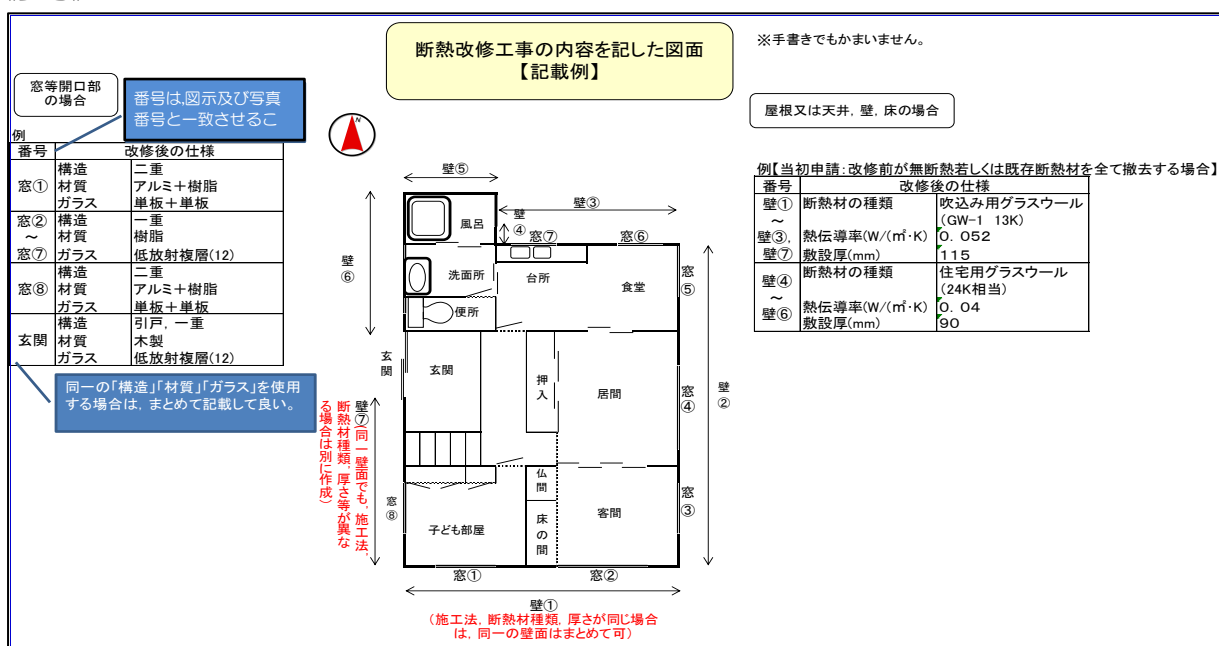 断熱改修工事の内容を記した図面
【記載例】
※手書きでもかまいません。
窓等開口部
の場合
番号は,図示及び写真
番号と一致させるこ
屋根又は天井, 壁, 床の場合
例
番号 改修後の仕様
窓① 構造 二重
材質 アルミ＋樹脂
ガラス 単板＋単板
窓②～窓⑦ 構造 一重
材質 樹脂
ガラス 低放射複層(12)
窓⑧ 構造 二重
材質 アルミ＋樹脂
ガラス 単板＋単板
玄関 構造 引戸, 一重
材質 木製
ガラス 低放射複層(12)
同一の「構造」「材質」「ガラス」を使用
する場合は, まとめて記載して良い。
N
壁⑤
壁③
壁④
窓⑦
窓⑥
風呂
壁⑥
洗面所
台所
食堂
窓⑤
便所
玄関
玄関
押入
居間
窓④
壁②
壁⑦(同一壁面でも, 施工法,
断熱材種類, 厚さ等が異な
る場合は別に作成)
仏間
窓③
窓⑧
子ども部屋
床の間
客間
窓①
窓②
壁①
(施工法, 断熱材種類, 厚さが同じ場合
は, 同一の壁面はまとめて可)
例【当初申請:改修前が無断熱若しくは既存断熱材を全て撤去する場合】
番号 改修後の仕様
壁①～壁③, 壁⑦ 断熱材の種類 吹込み用グラスウール
(GW-1 13K)
熱伝導率(W/(㎡・K) 0. 052
敷設厚(mm) 115
壁④～壁⑥ 断熱材の種類 住宅用グラスウール
(24K相当)
熱伝導率(W/(㎡・K) 0. 04
敷設厚(mm) 90